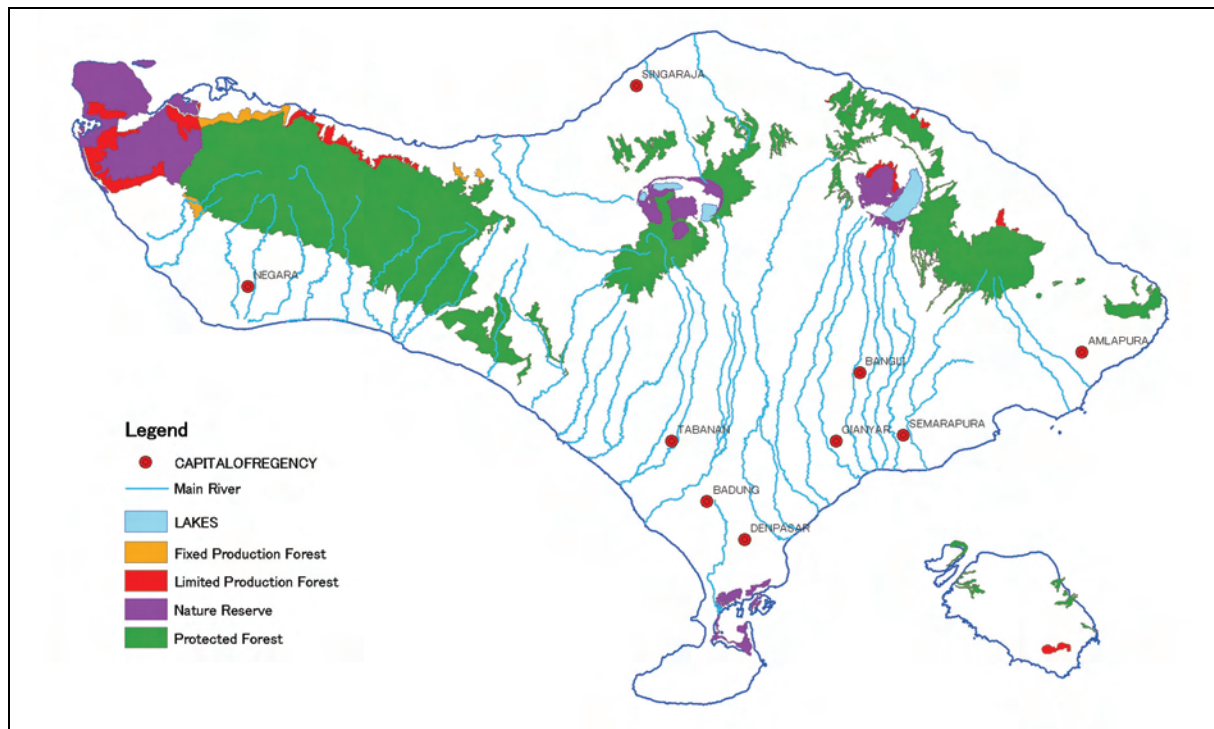 SINGARAJA
NEGARA
BANGLI
AMLAPURA
TABANAN
GIANYAR
SEMARAPURA
BADUNG
DENPASAR
Legend
CAPITALOFREGENCY
Main River
LAKES
Fixed Production Forest
Limited Production Forest
Nature Reserve
Protected Forest